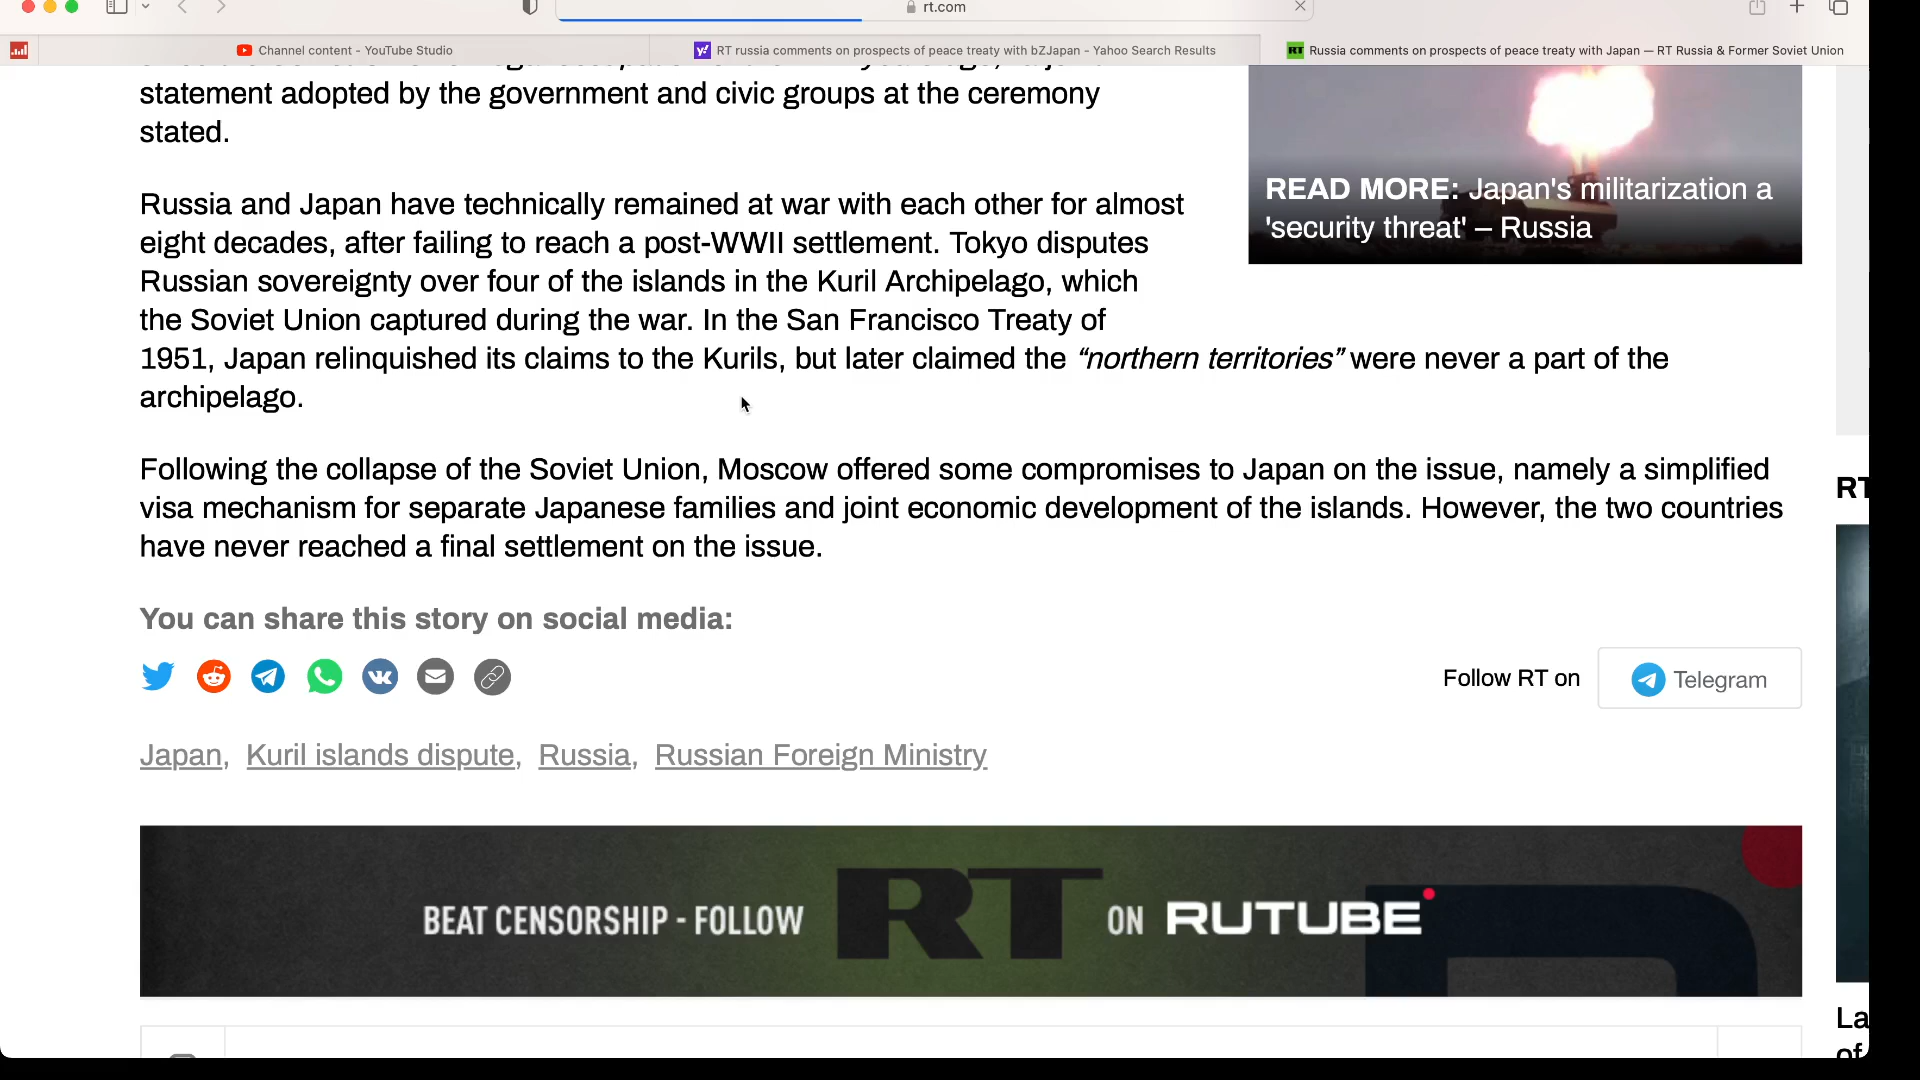 rt.com
Channel content - YouTube Studio
RT russia comments on prospects of peace treaty with bZJapan - Yahoo Search Results
RT Russia comments on prospects of peace treaty with Japan — RT Russia & Former Soviet Union
statement adopted by the government and civic groups at the ceremony
stated.
READ MORE: Japan's militarization a
'security threat' – Russia
Russia and Japan have technically remained at war with each other for almost
eight decades, after failing to reach a post-WWII settlement. Tokyo disputes
Russian sovereignty over four of the islands in the Kuril Archipelago, which
the Soviet Union captured during the war. In the San Francisco Treaty of
1951, Japan relinquished its claims to the Kurils, but later claimed the “northern territories” were never a part of the
archipelago.
Following the collapse of the Soviet Union, Moscow offered some compromises to Japan on the issue, namely a simplified
visa mechanism for separate Japanese families and joint economic development of the islands. However, the two countries
have never reached a final settlement on the issue.
RT
You can share this story on social media:
Follow RT on
Telegram
Japan, Kuril islands dispute, Russia, Russian Foreign Ministry
BEAT CENSORSHIP - FOLLOW RT ON RUTUBE
La
of